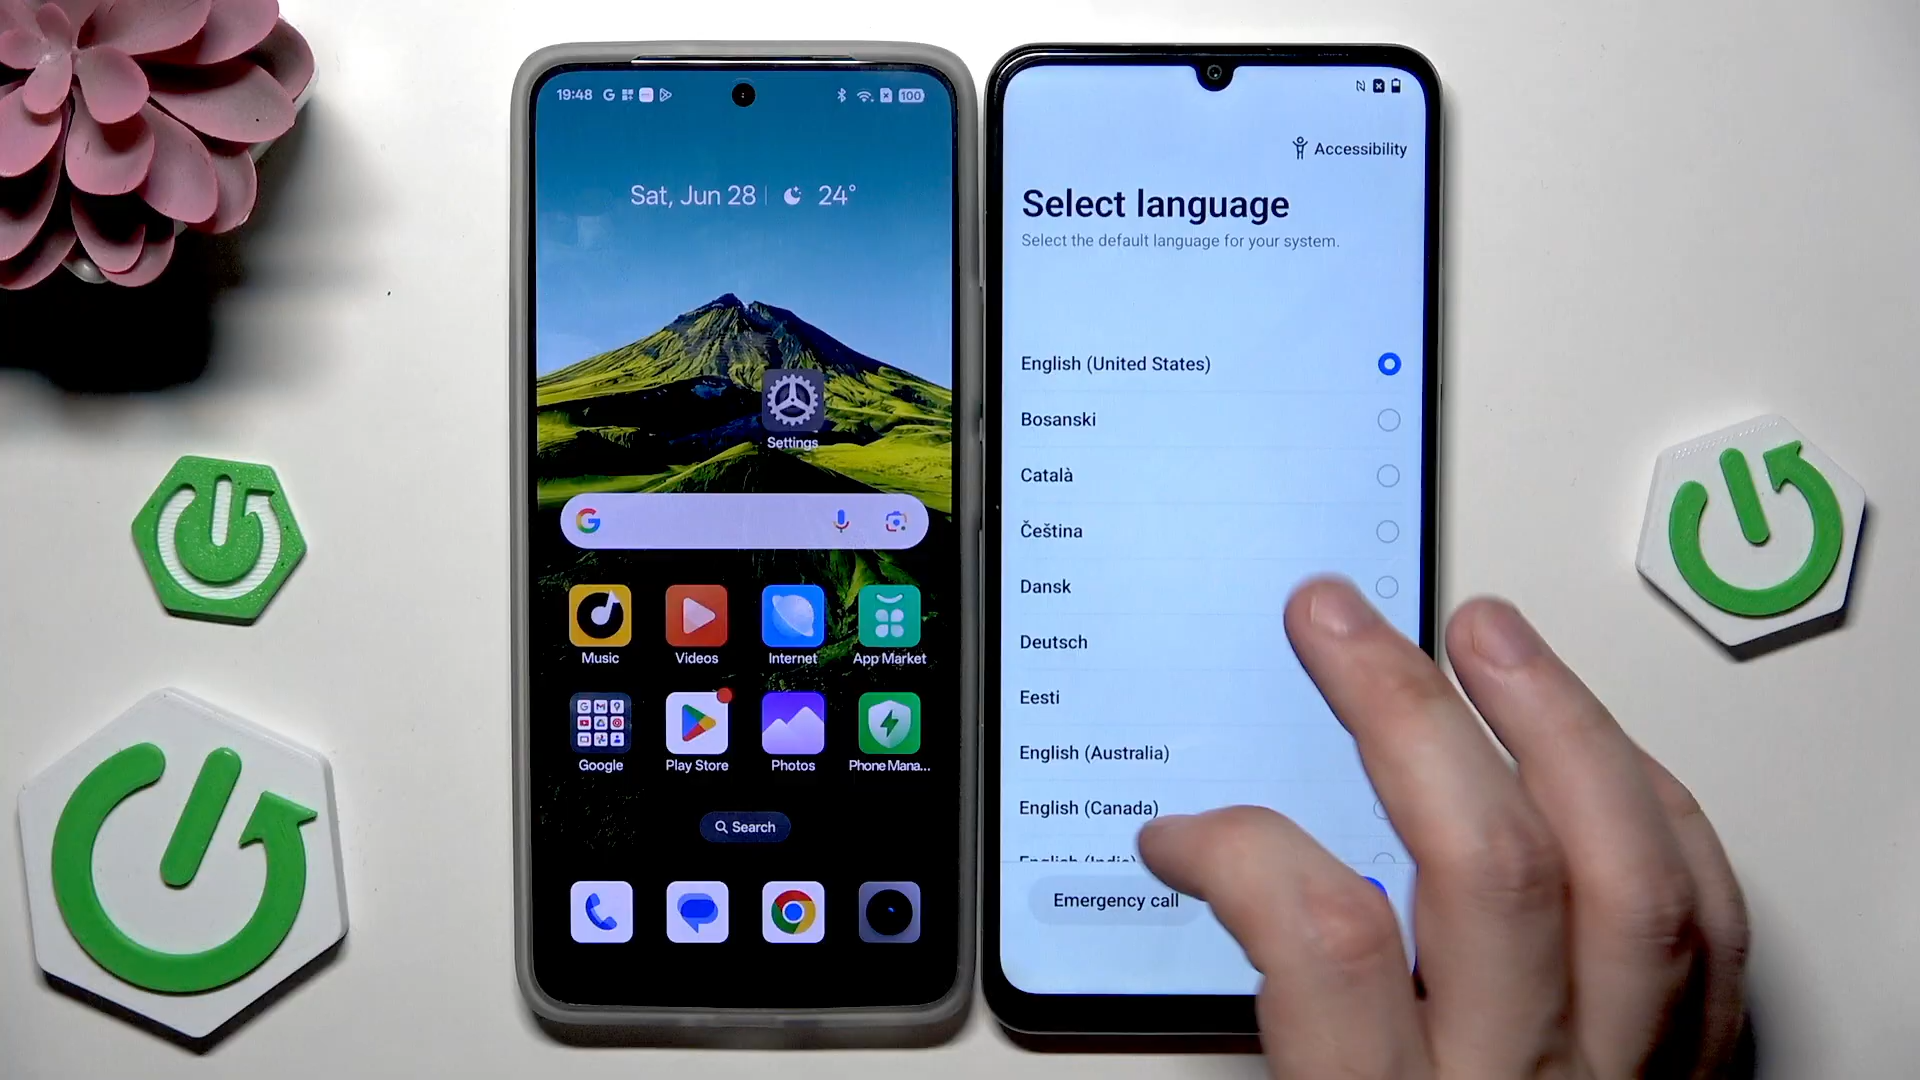 19:48
100
Sat, Jun 28
24°
Settings
Music
Videos
Internet
App Market
Google
Play Store
Photos
Phone Mana...
Search
Accessibility
Select language
Select the default language for your system.
English (United States)
Bosanski
Català
Čeština
Dansk
Deutsch
Eesti
English (Australia)
English (Canada)
English (India)
Emergency call